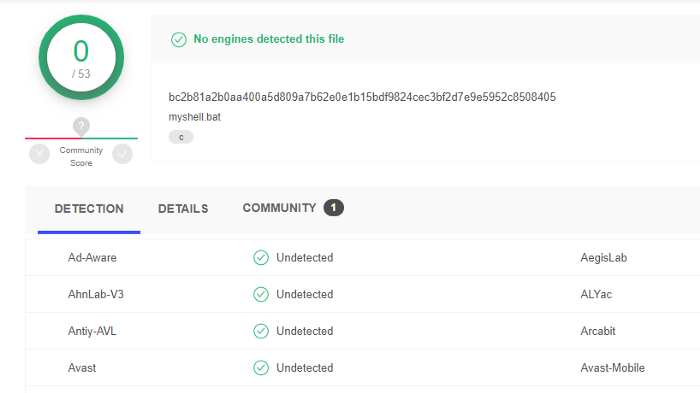 0
/ 53
No engines detected this file
bc2b81a2b0aa400a5d809a7b62e0e1b15bdf9824cec3bf2d7e9e5952c8508405
myshell.bat
c
?
Community
Score
DETECTION DETAILS COMMUNITY 1
Ad-Aware Undetected AegisLab
AhnLab-V3 Undetected ALYac
Antiy-AVL Undetected Arcabit
Avast Undetected Avast-Mobile